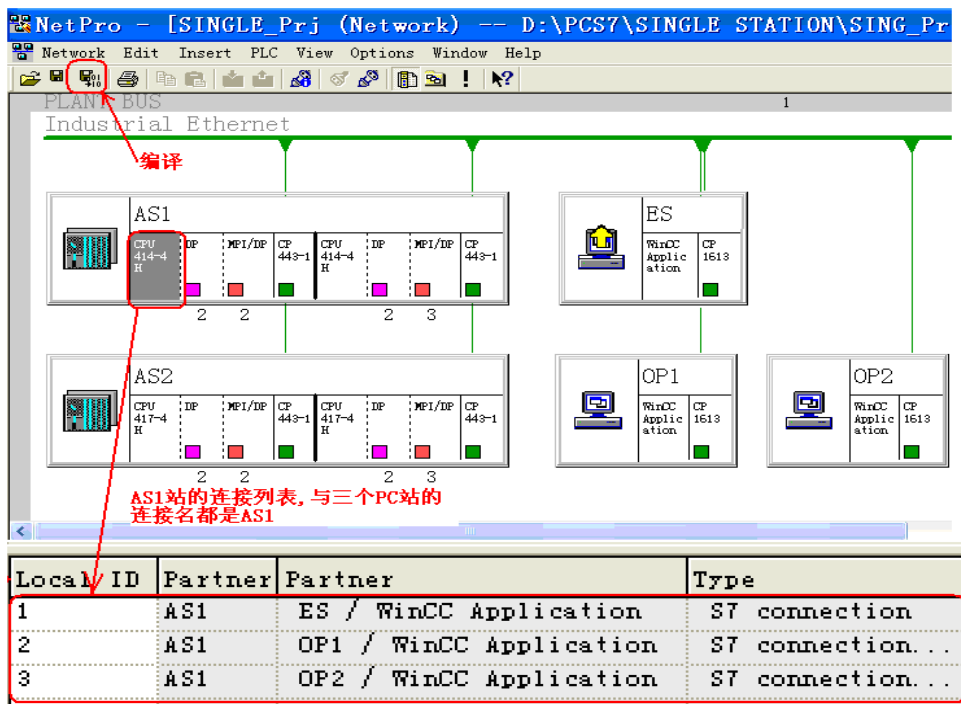 NetPro - [SINGLE_Prj (Network) -- D:\PCS7\SINGLE STATION\SING_Pr
Network Edit Insert PLC View Options Window Help
PLANT BUS
1
Industrial Ethernet
编译
AS1
CPU 414-4 H
DP
MPI/DP
CP 443-1
CPU 414-4 H
DP
MPI/DP
CP 443-1
2 2 2 3
ES
WinCC Application
CP 1613
AS2
CPU 417-4 H
DP
MPI/DP
CP 443-1
CPU 417-4 H
DP
MPI/DP
CP 443-1
2 2 2 3
OP1
WinCC Application
CP 1613
OP2
WinCC Application
CP 1613
AS1站的连接列表,与三个PC站的
连接名都是AS1
Local ID Partner Partner Type
1 AS1 ES / WinCC Application S7 connection
2 AS1 OP1 / WinCC Application S7 connection...
3 AS1 OP2 / WinCC Application S7 connection...